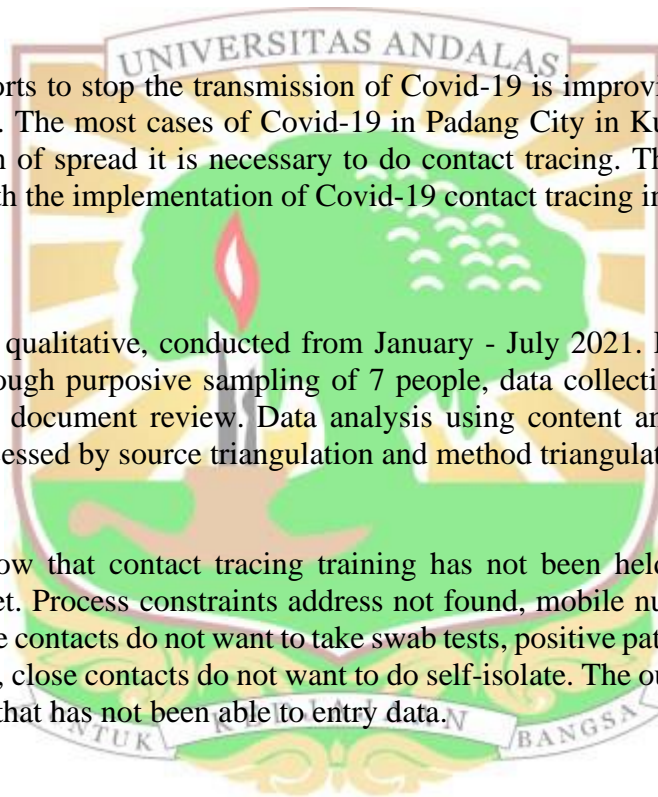 UNIVERSITAS ANDALAS
orts to stop the transmission of Covid-19 is improvi
. The most cases of Covid-19 in Padang City in Ku
n of spread it is necessary to do contact tracing. Th
th the implementation of Covid-19 contact tracing in
qualitative, conducted from January - July 2021. I
ough purposive sampling of 7 people, data collecti
document review. Data analysis using content an
essed by source triangulation and method triangulat
ow that contact tracing training has not been held
et. Process constraints address not found, mobile nu
e contacts do not want to take swab tests, positive pat
, close contacts do not want to do self-isolate. The ou
that has not been able to entry data.
UNTUK KEDJAJAAN BANGSA